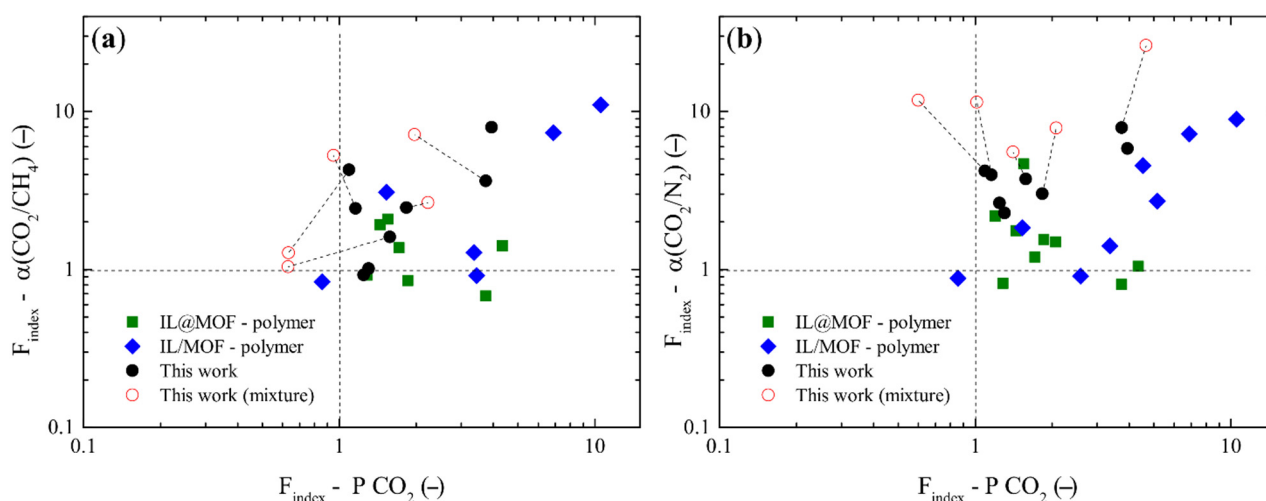 (a)
10
1
0.1
F_index - α(CO₂/CH₄) (–)
IL@MOF - polymer
IL/MOF - polymer
This work
This work (mixture)
0.1
1
10
F_index - P CO₂ (–)
(b)
10
1
0.1
F_index - α(CO₂/N₂) (–)
IL@MOF - polymer
IL/MOF - polymer
This work
This work (mixture)
0.1
1
10
F_index - P CO₂ (–)